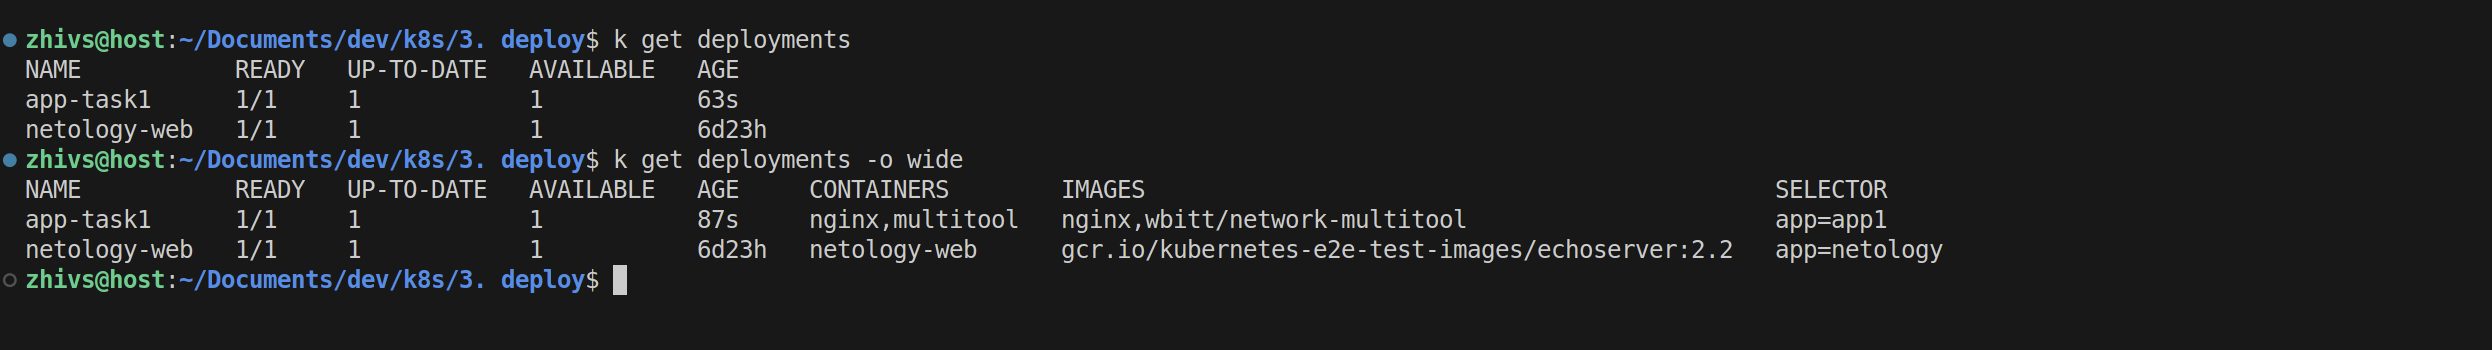 zhivs@host:~/Documents/dev/k8s/3. deploy$ k get deployments
NAME           READY   UP-TO-DATE   AVAILABLE   AGE
app-task1      1/1     1            1           63s
netology-web   1/1     1            1           6d23h
zhivs@host:~/Documents/dev/k8s/3. deploy$ k get deployments -o wide
NAME           READY   UP-TO-DATE   AVAILABLE   AGE     CONTAINERS        IMAGES                                             SELECTOR
app-task1      1/1     1            1           87s     nginx,multitool   nginx,wbitt/network-multitool                      app=app1
netology-web   1/1     1            1           6d23h   netology-web      gcr.io/kubernetes-e2e-test-images/echoserver:2.2   app=netology
zhivs@host:~/Documents/dev/k8s/3. deploy$